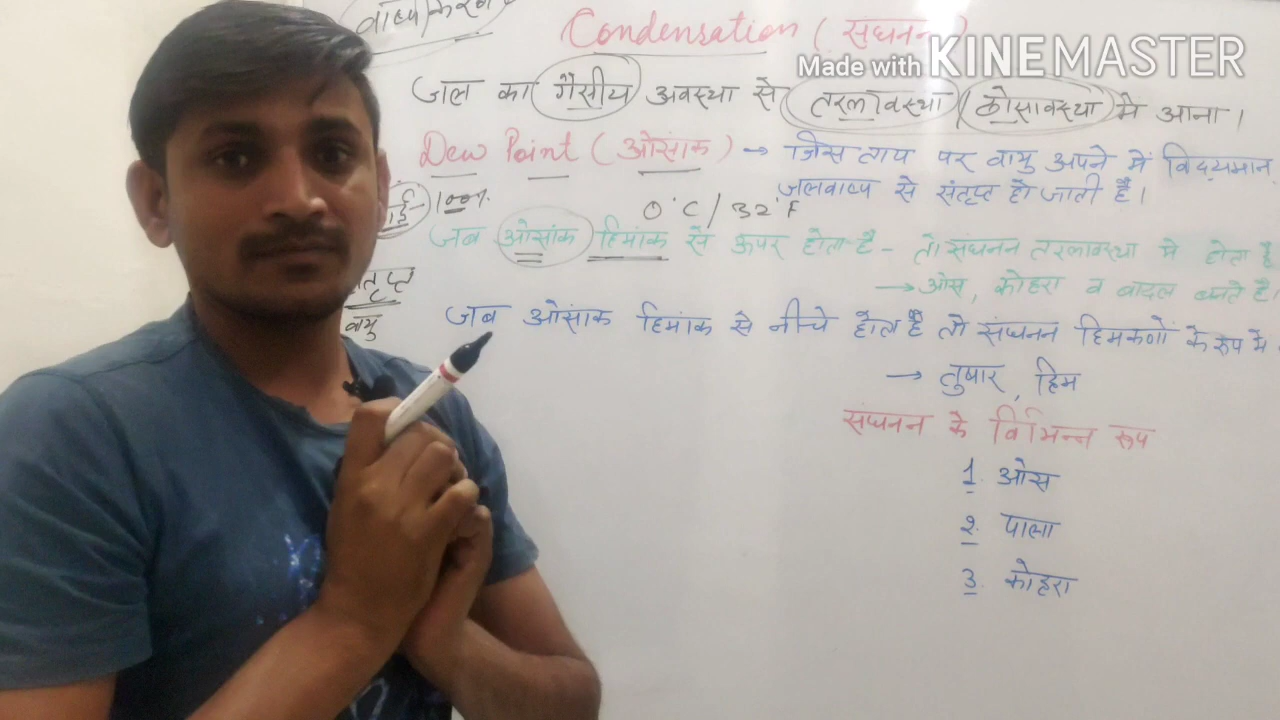 वाष्पीकरण
Condensation (संघनन)
Made with KINEMASTER
जल का गैसीय अवस्था से तरलावस्था / ठोसावस्था में आना।
Dew Point (ओसांक) → जिस ताप पर वायु अपने में विद्यमान
जलवाष्प से संतृप्त हो जाती है।
100%
0°C / 32°F
जब ओसांक हिमांक से ऊपर होता है - तो संघनन तरलावस्था में होता है
→ ओस, कोहरा व बादल बनते है।
वायु
जब ओसांक हिमांक से नीचे होता है तो संघनन हिमकणों के रूप में
→ तुषार, हिम
संघनन के विभिन्न रूप
1. ओस
2. पाला
3. कोहरा